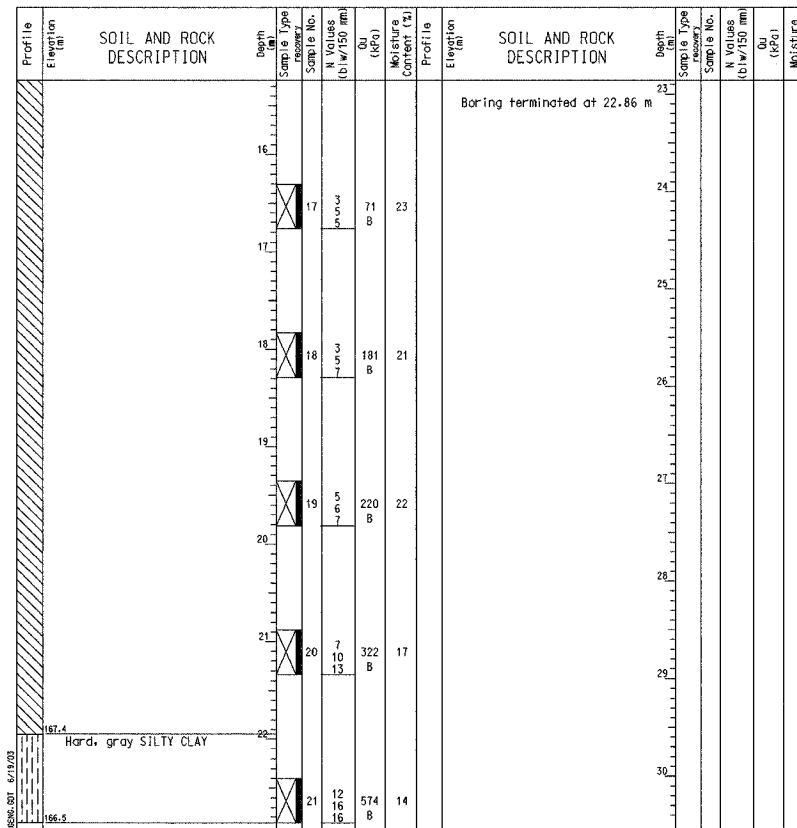 Profile
Elevation (m)
SOIL AND ROCK DESCRIPTION
Depth (m)
Sample Type recovery
Sample No.
N Values (blw/150 mm)
Qu (kPa)
Moisture Content (%)
Profile
Elevation (m)
SOIL AND ROCK DESCRIPTION
Depth (m)
Sample Type recovery
Sample No.
N Values (blw/150 mm)
Qu (kPa)
Moisture
16
17 3 5 5 71 B 23
17
18
18 3 5 7 181 B 21
19
19 5 6 7 220 B 22
20
21
20 7 10 13 322 B 17
167.4
22
Hard, gray SILTY CLAY
21 12 16 16 574 B 14
166.5
23
Boring terminated at 22.86 m
24
25
26
27
28
29
30
6/19/03